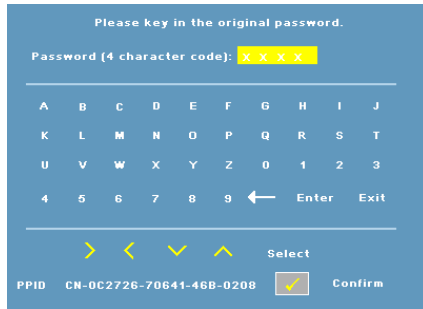 Please key in the original password.
Password (4 character code): X X X X
A B C D E F G H I J
K L M N O P Q R S T
U V W X Y Z 0 1 2 3
4 5 6 7 8 9 ← Enter Exit
Select
PPID CN-0C2726-70641-46B-0208 ✓ Confirm